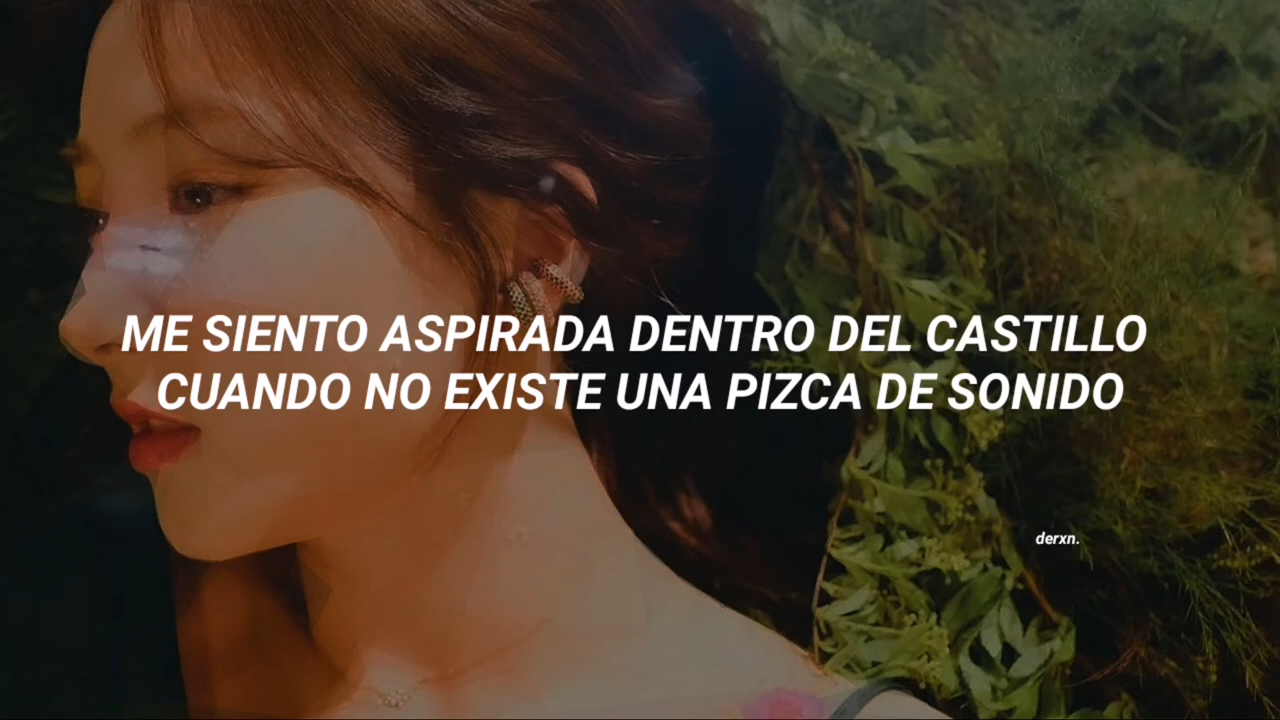 ME SIENTO ASPIRADA DENTRO DEL CASTILLO
CUANDO NO EXISTE UNA PIZCA DE SONIDO
derxn.